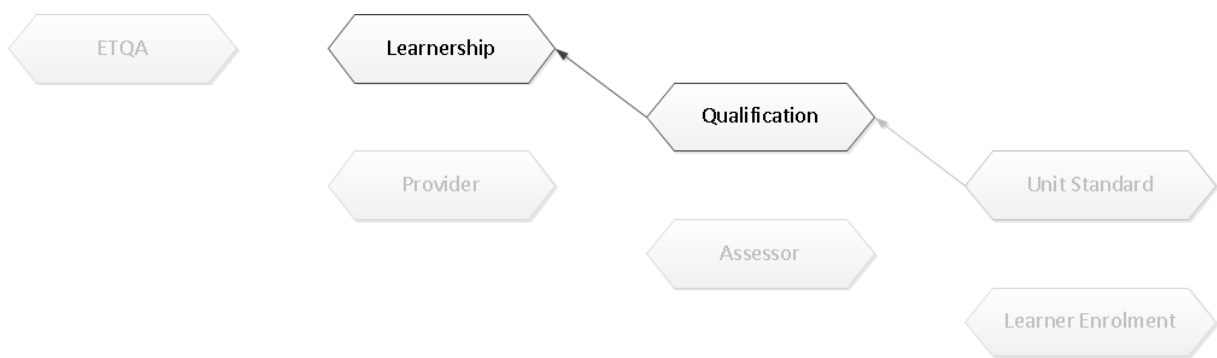 ETQA
Learnership
Qualification
Provider
Unit Standard
Assessor
Learner Enrolment